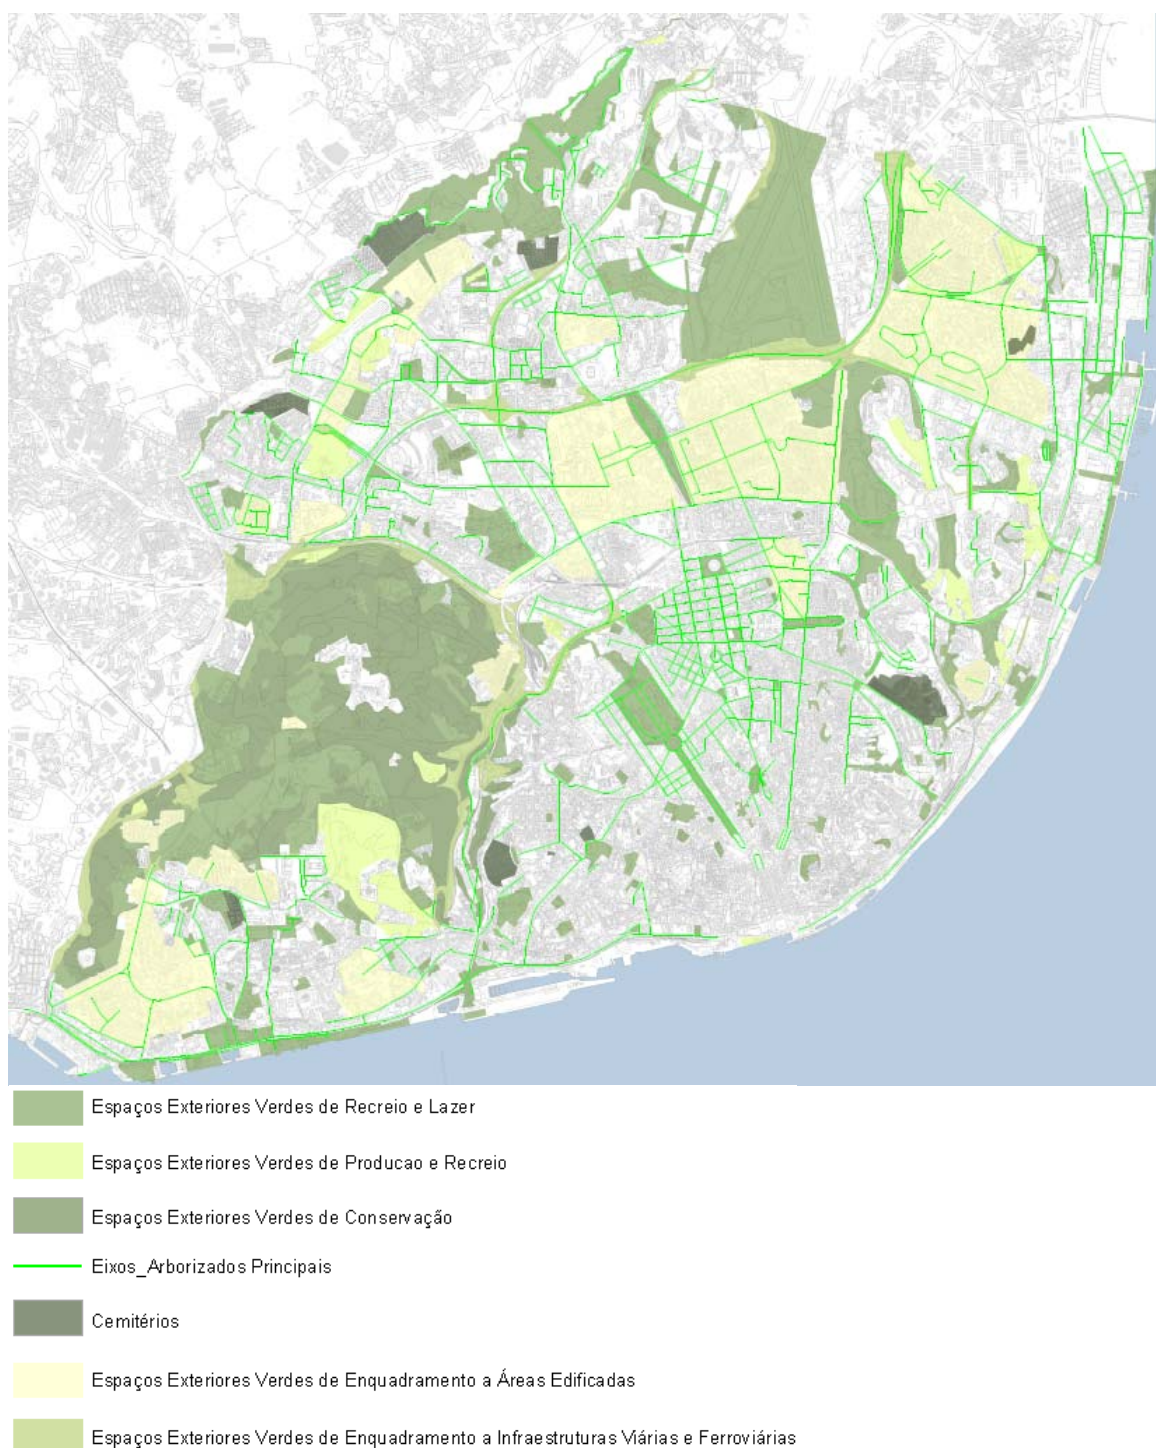 Espaços Exteriores Verdes de Recreio e Lazer
Espaços Exteriores Verdes de Producao e Recreio
Espaços Exteriores Verdes de Conservação
Eixos_Arborizados Principais
Cemitérios
Espaços Exteriores Verdes de Enquadramento a Áreas Edificadas
Espaços Exteriores Verdes de Enquadramento a Infraestruturas Viárias e Ferroviárias